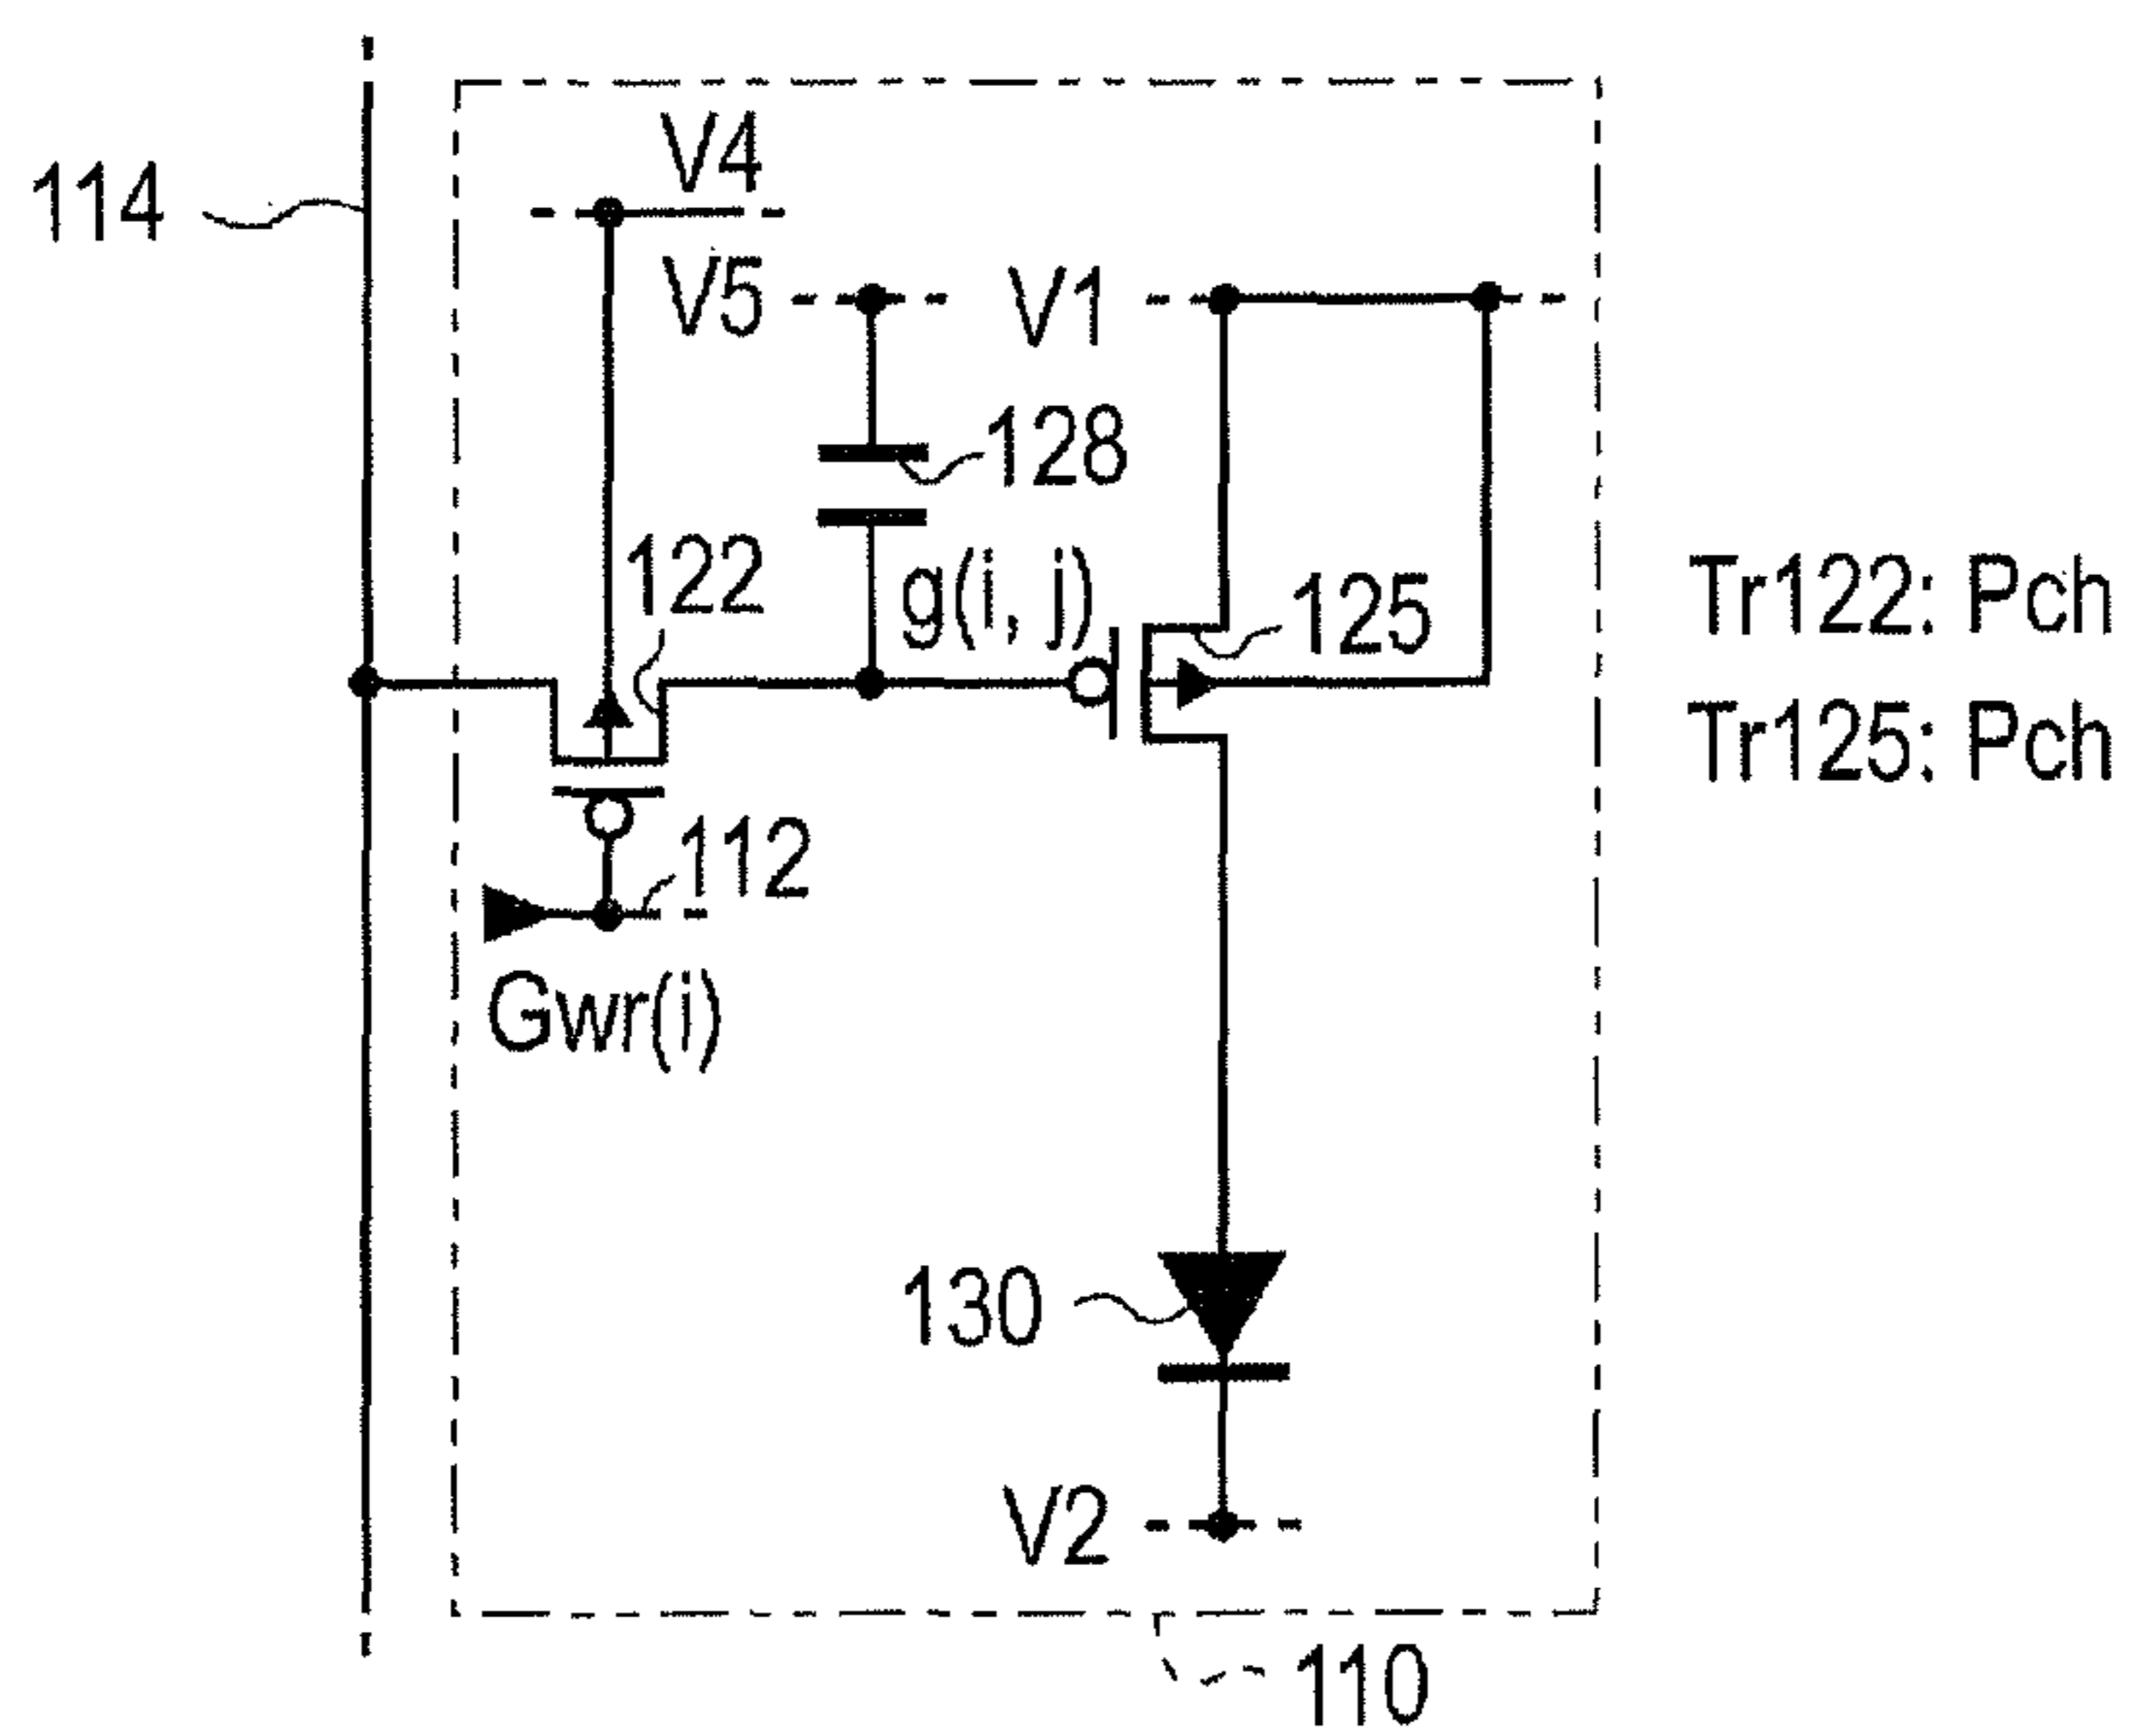 V4
114
V5
V1
128
122
g(i, j)
125
Tr122: Pch
Tr125: Pch
112
Gwr(i)
130
V2
110